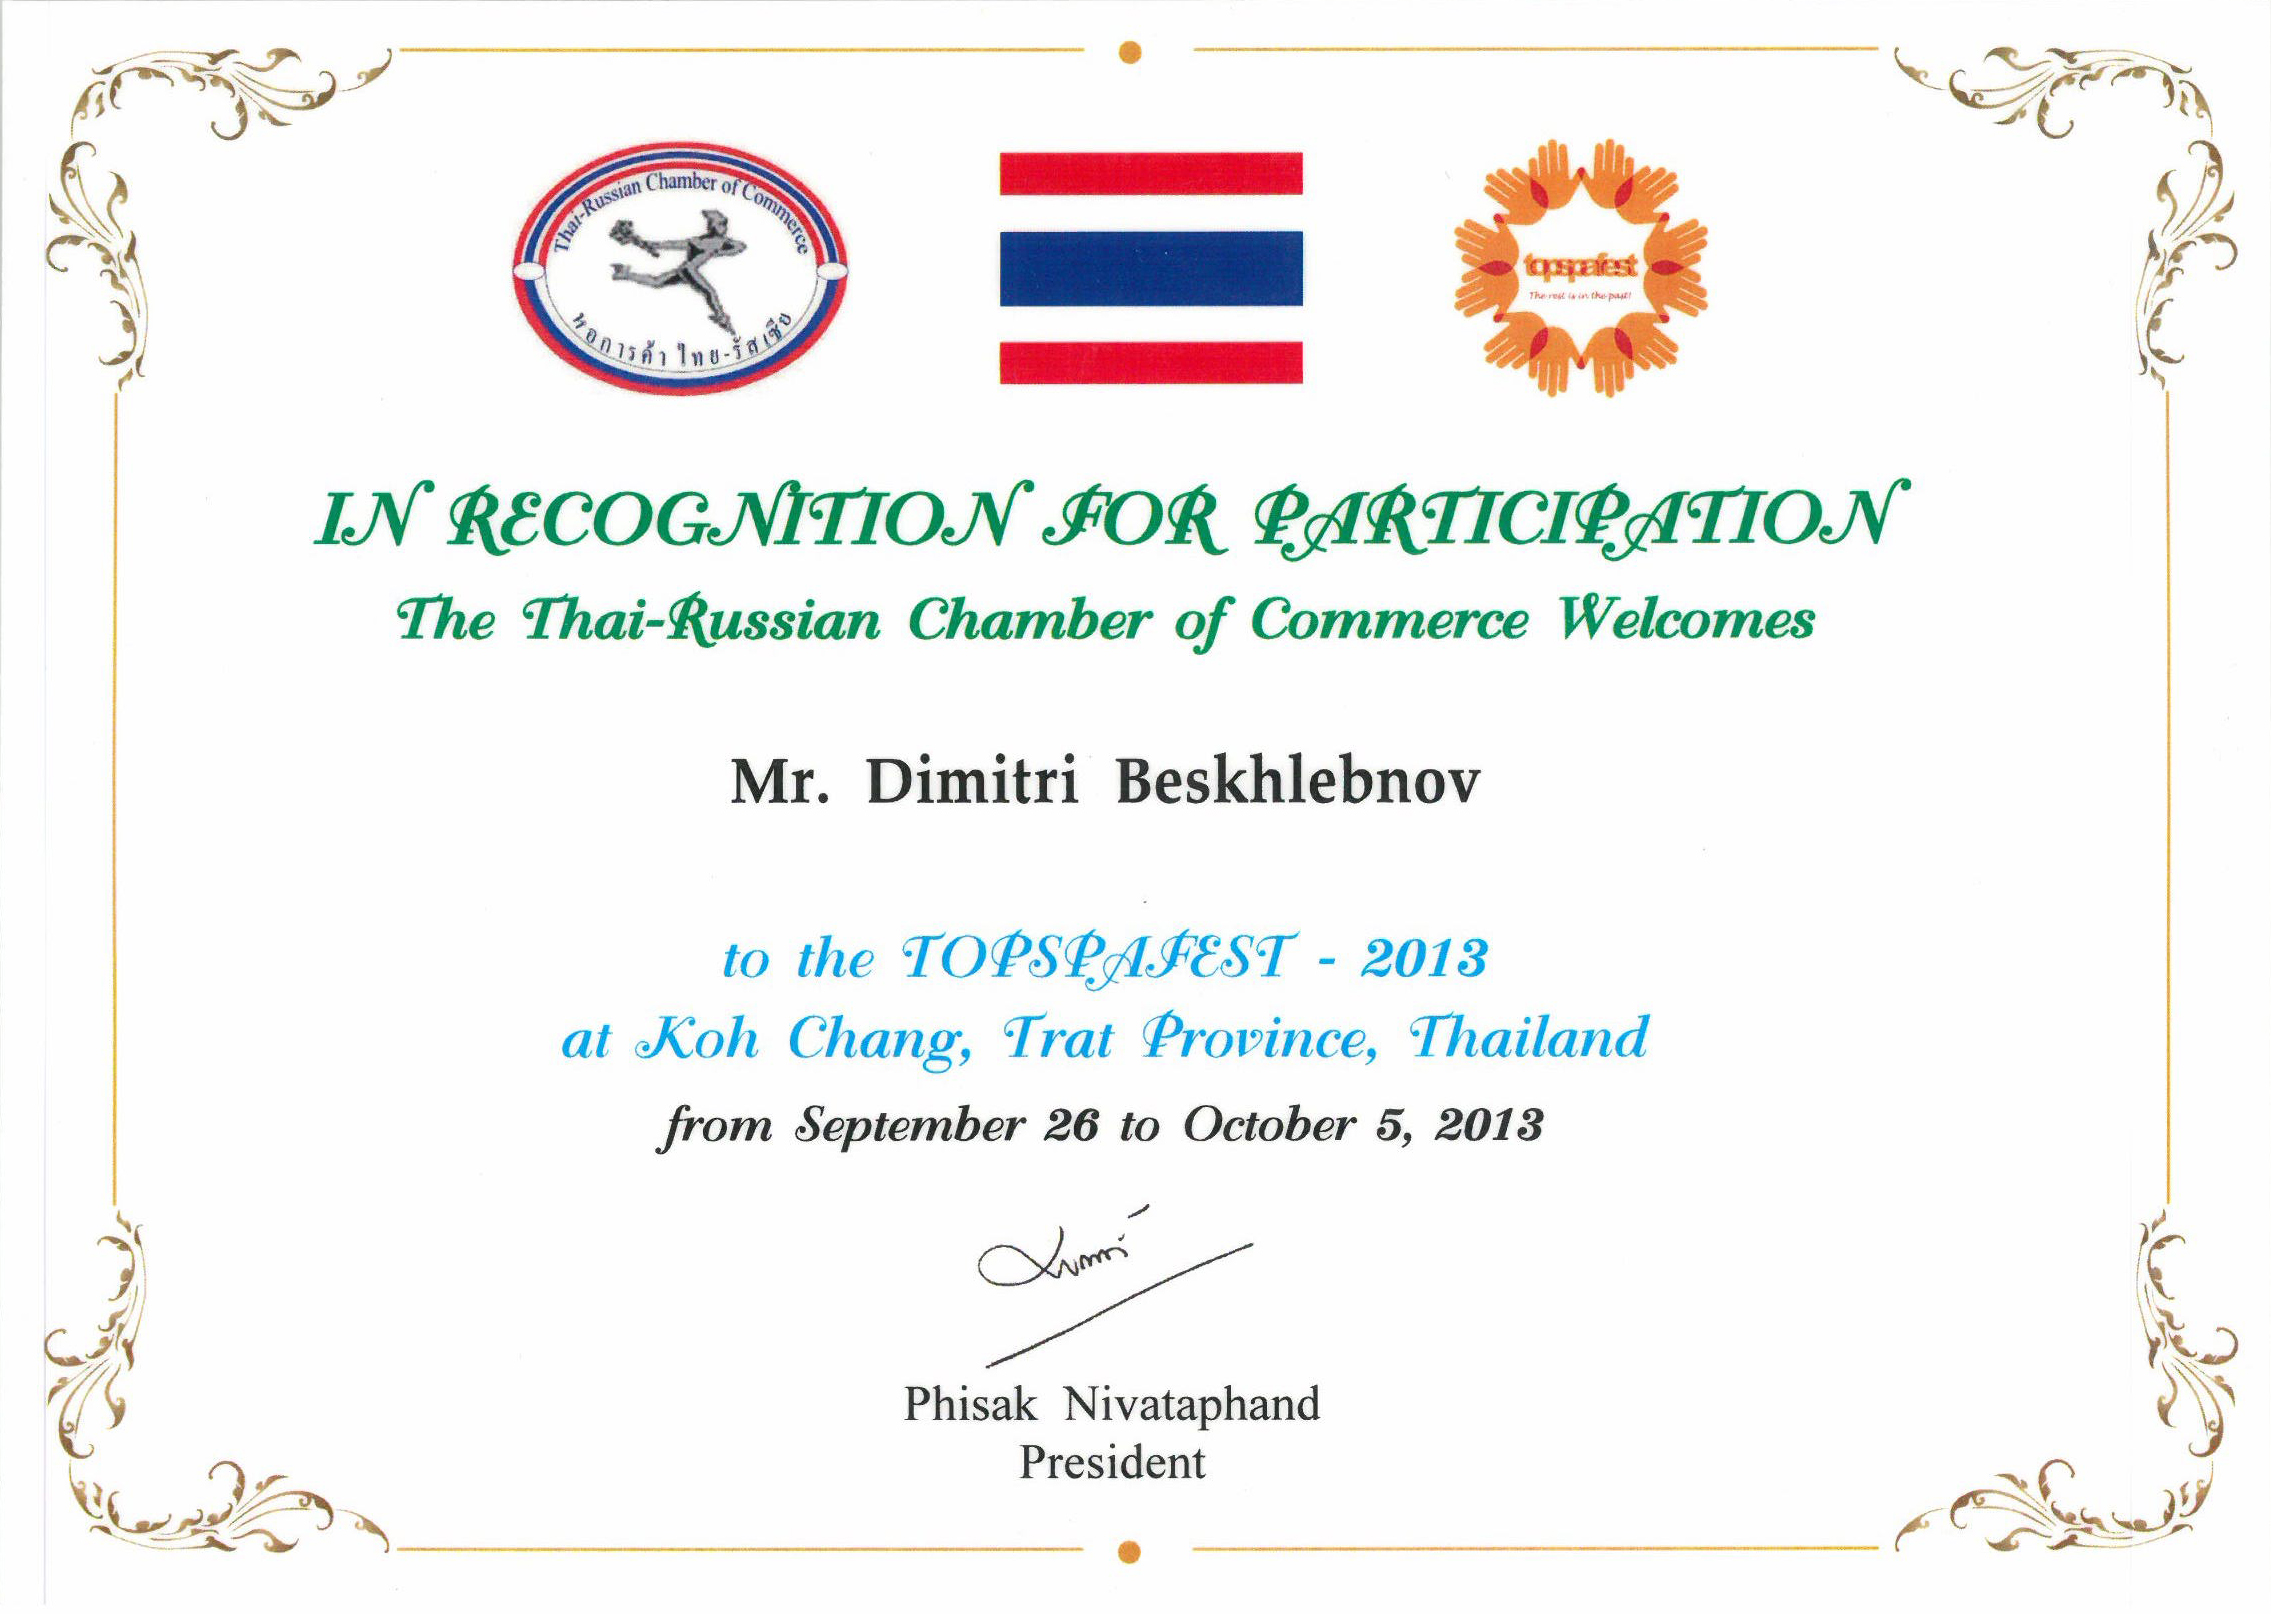 Thai-Russian Chamber of Commerce
หอการค้า ไทย-รัสเซีย
topspafest
The rest is in the past!
IN RECOGNITION FOR PARTICIPATION
The Thai-Russian Chamber of Commerce Welcomes
Mr. Dimitri Beskhlebnov
to the TOPSPAFEST - 2013
at Koh Chang, Trat Province, Thailand
from September 26 to October 5, 2013
Phisak Nivataphand
President